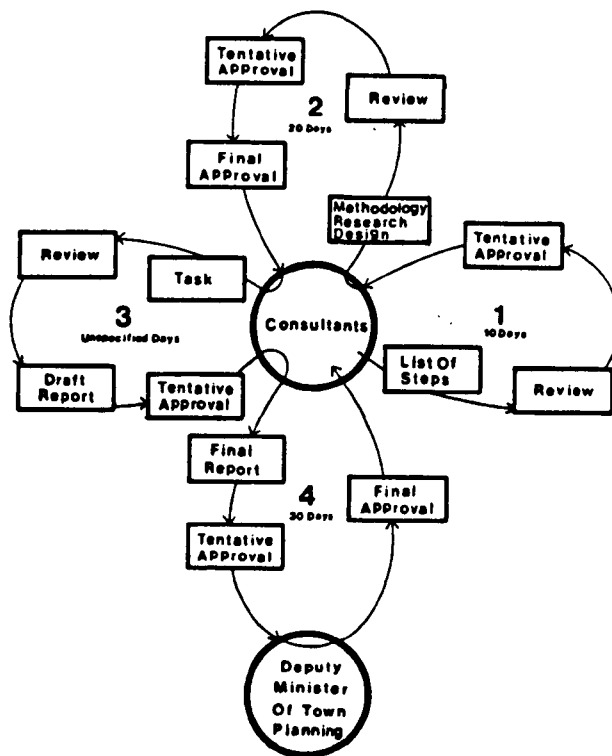 Tentative
APProval
2
20 Days
Review
Final
APProval
Methodology
Research
Design
Tentative
APProval
Review
Task
3
Unspecified Days
Consultants
1
10 Days
List Of
Steps
Draft
Report
Tentative
APProval
Review
Final
Report
4
30 Days
Final
APProval
Tentative
APProval
Deputy
Minister
Of Town
Planning